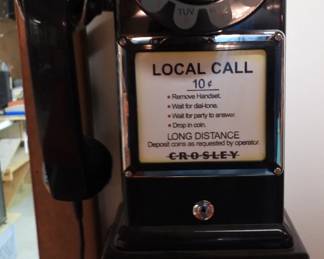 TUV
LOCAL CALL
10¢
• Remove Handset.
• Wait for dial-tone.
• Wait for party to answer.
• Drop in coin.
LONG DISTANCE
Deposit coins as requested by operator
CROSLEY